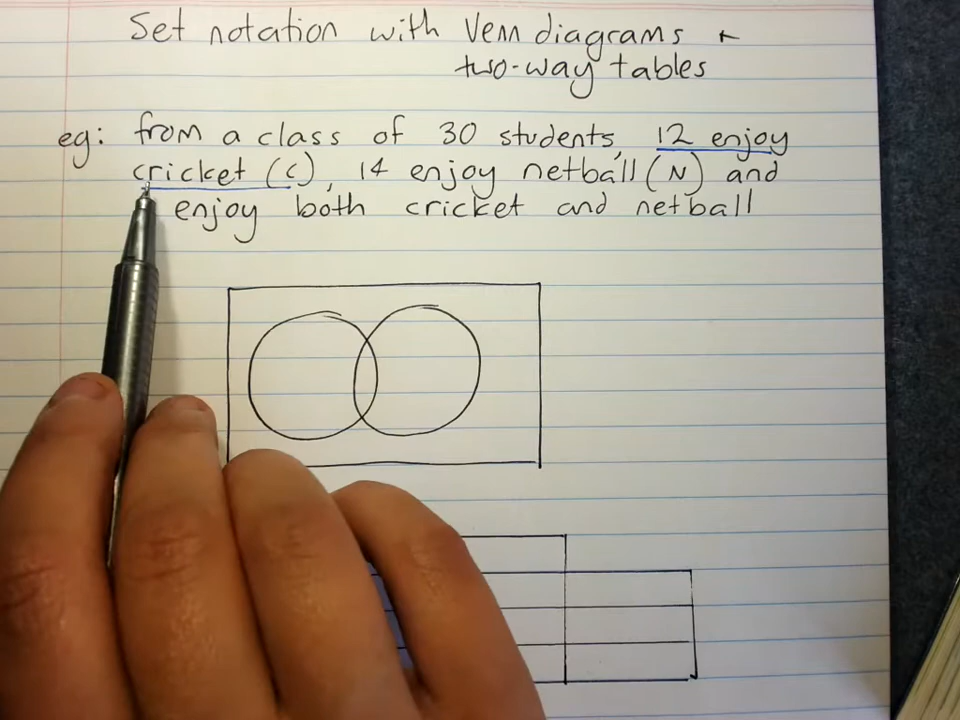 Set notation with Venn diagrams +
two-way tables
eg: from a class of 30 students, 12 enjoy
cricket (C), 14 enjoy netball (N) and
enjoy both cricket and netball